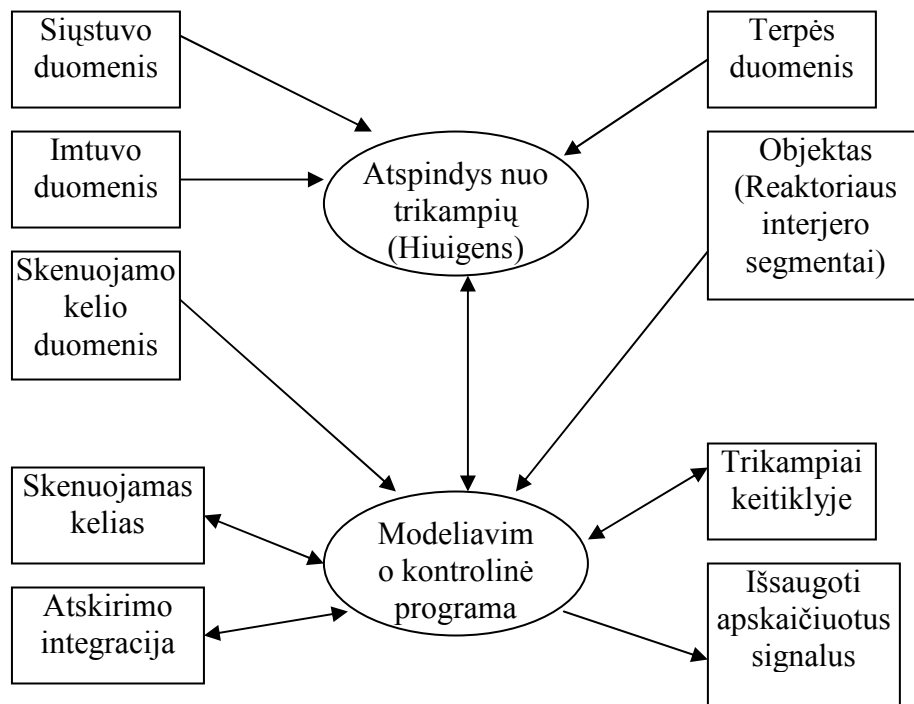 Siųstuvo
duomenis
Terpės
duomenis
Imtuvo
duomenis
Atspindys nuo
trikampių
(Hiuigens)
Objektas
(Reaktoriaus
interjero
segmentai)
Skenuojamo
kelio
duomenis
Skenuojamas
kelias
Modeliavim
o kontrolinė
programa
Trikampiai
keitiklyje
Atskirimo
integracija
Išsaugoti
apskaičiuotus
signalus